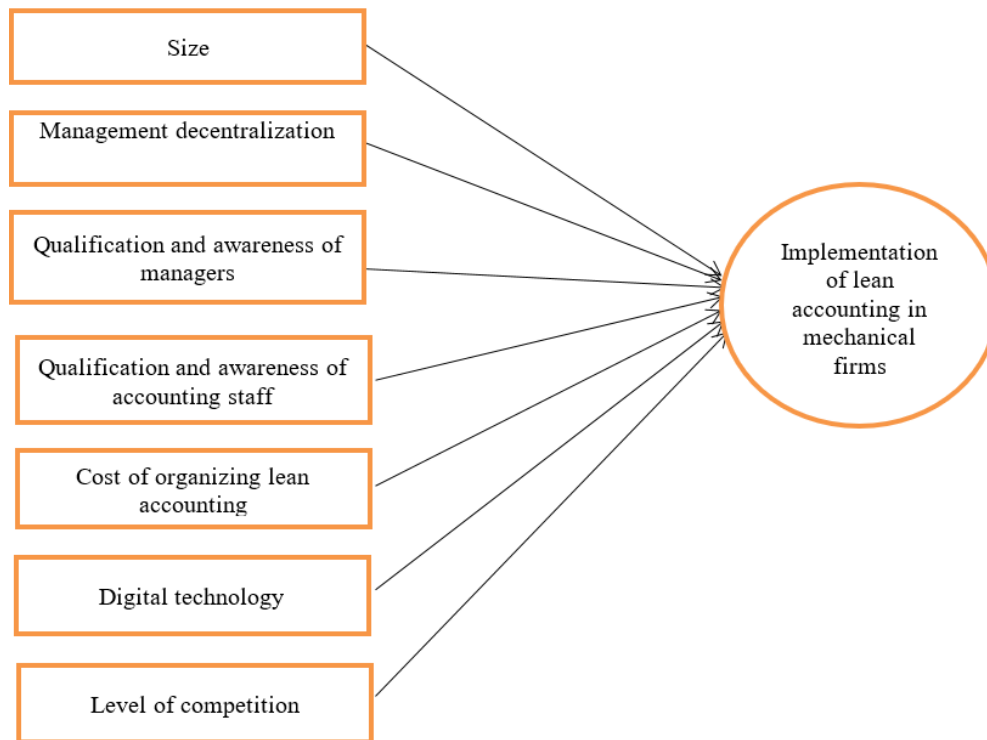 Size
Management decentralization
Qualification and awareness of
managers
Qualification and awareness of
accounting staff
Cost of organizing lean
accounting
Digital technology
Level of competition
Implementation
of lean
accounting in
mechanical
firms